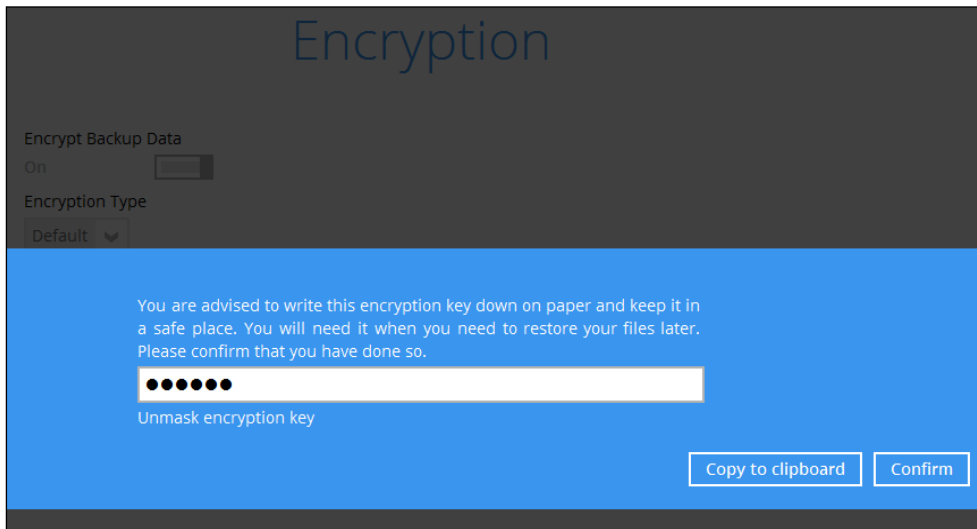 Encryption
Encrypt Backup Data
On
Encryption Type
Default
You are advised to write this encryption key down on paper and keep it in
a safe place. You will need it when you need to restore your files later.
Please confirm that you have done so.
●●●●●●
Unmask encryption key
Copy to clipboard
Confirm